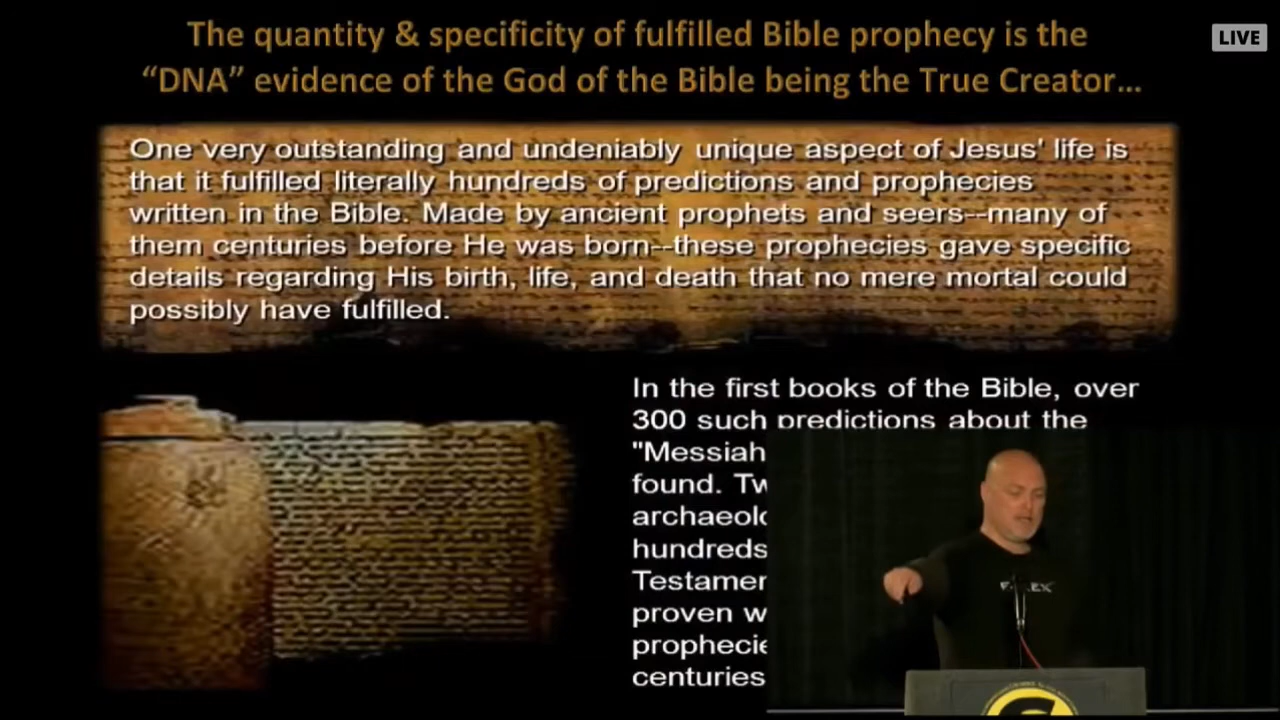 The quantity & specificity of fulfilled Bible prophecy is the
“DNA” evidence of the God of the Bible being the True Creator...
LIVE
One very outstanding and undeniably unique aspect of Jesus' life is
that it fulfilled literally hundreds of predictions and prophecies
written in the Bible. Made by ancient prophets and seers--many of
them centuries before He was born--these prophecies gave specific
details regarding His birth, life, and death that no mere mortal could
possibly have fulfilled.
In the first books of the Bible, over
300 such predictions about the
"Messiah
found.
hundreds
proven
centuries